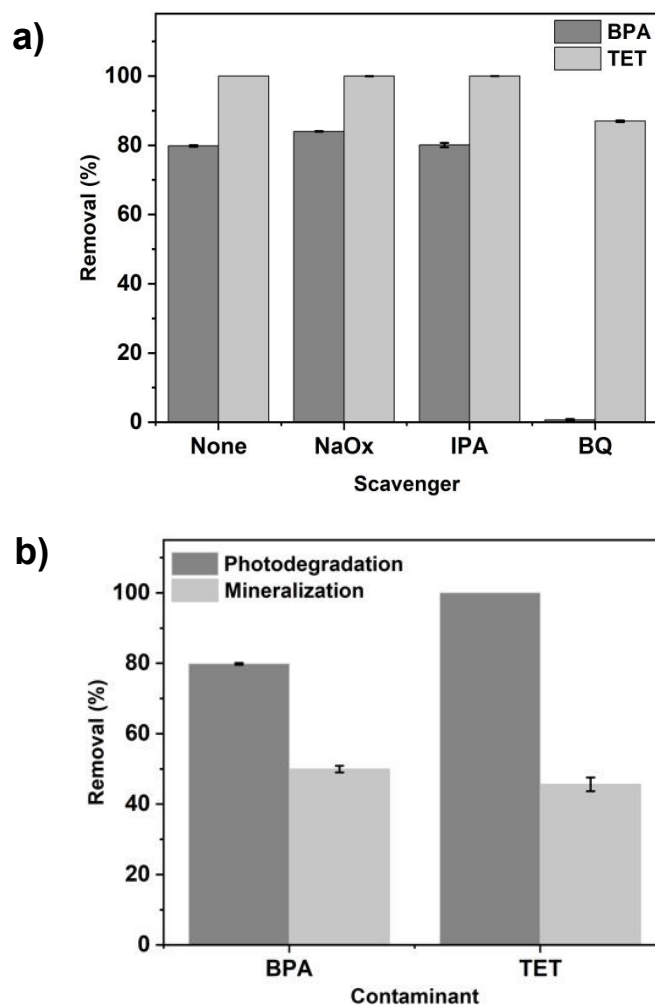 a)
BPA
TET
100
80
60
40
20
0
Removal (%)
None NaOx IPA BQ
Scavenger
b)
Photodegradation
Mineralization
100
80
60
40
20
0
Removal (%)
BPA TET
Contaminant